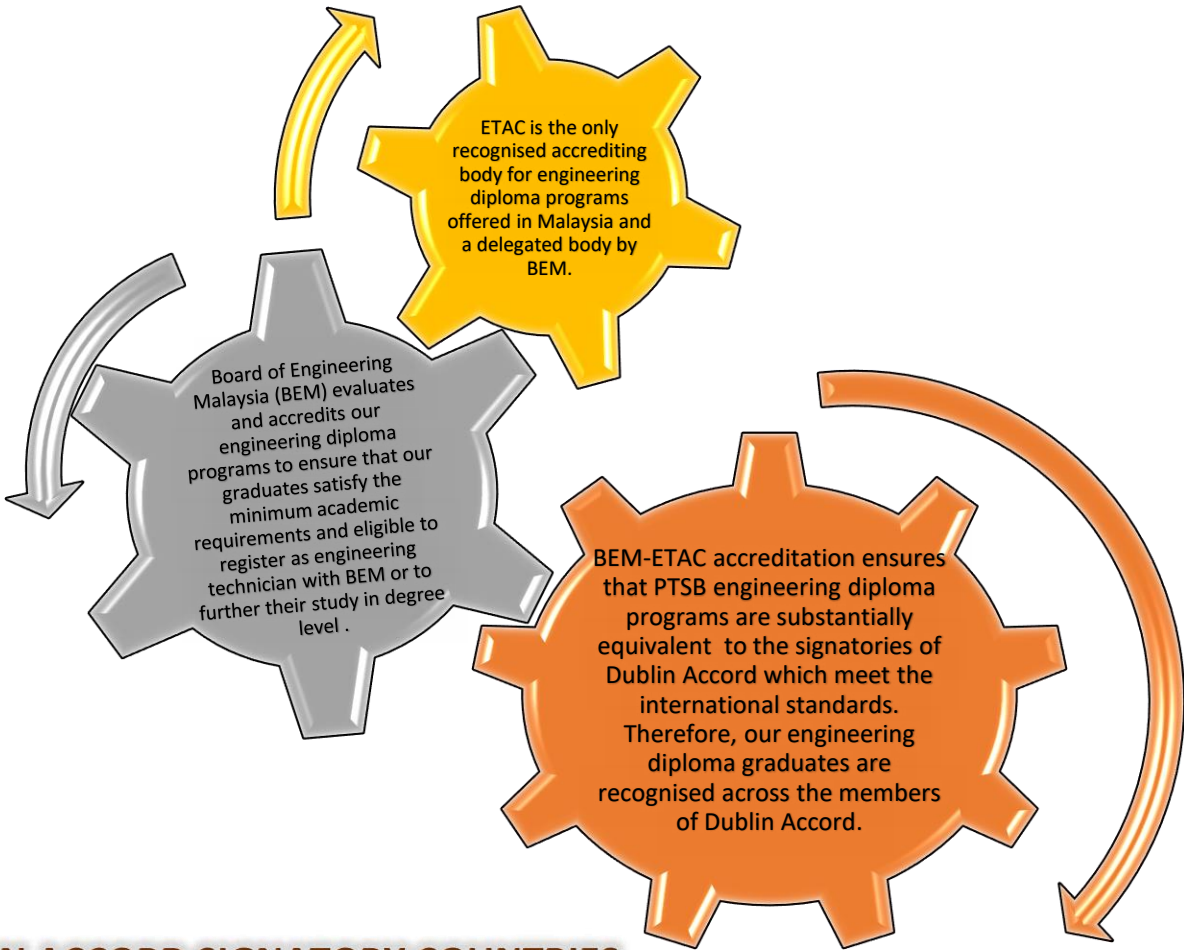 ETAC is the only
recognised accrediting
body for engineering
diploma programs
offered in Malaysia and
a delegated body by
BEM.
Board of Engineering
Malaysia (BEM) evaluates
and accredits our
engineering diploma
programs to ensure that our
graduates satisfy the
minimum academic
requirements and eligible to
register as engineering
technician with BEM or to
further their study in degree
level .
BEM-ETAC accreditation ensures
that PTSB engineering diploma
programs are substantially
equivalent to the signatories of
Dublin Accord which meet the
international standards.
Therefore, our engineering
diploma graduates are
recognised across the members
of Dublin Accord.
ACCORD SIGNATORY COUNTRIES